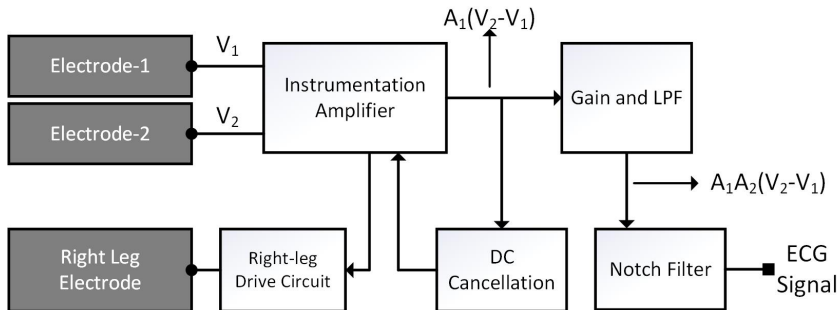 A₁(V₂-V₁)
V₁
Electrode-1
Instrumentation
Amplifier
Gain and LPF
V₂
Electrode-2
A₁A₂(V₂-V₁)
Right Leg
Electrode
Right-leg
Drive Circuit
DC
Cancellation
Notch Filter
ECG
Signal